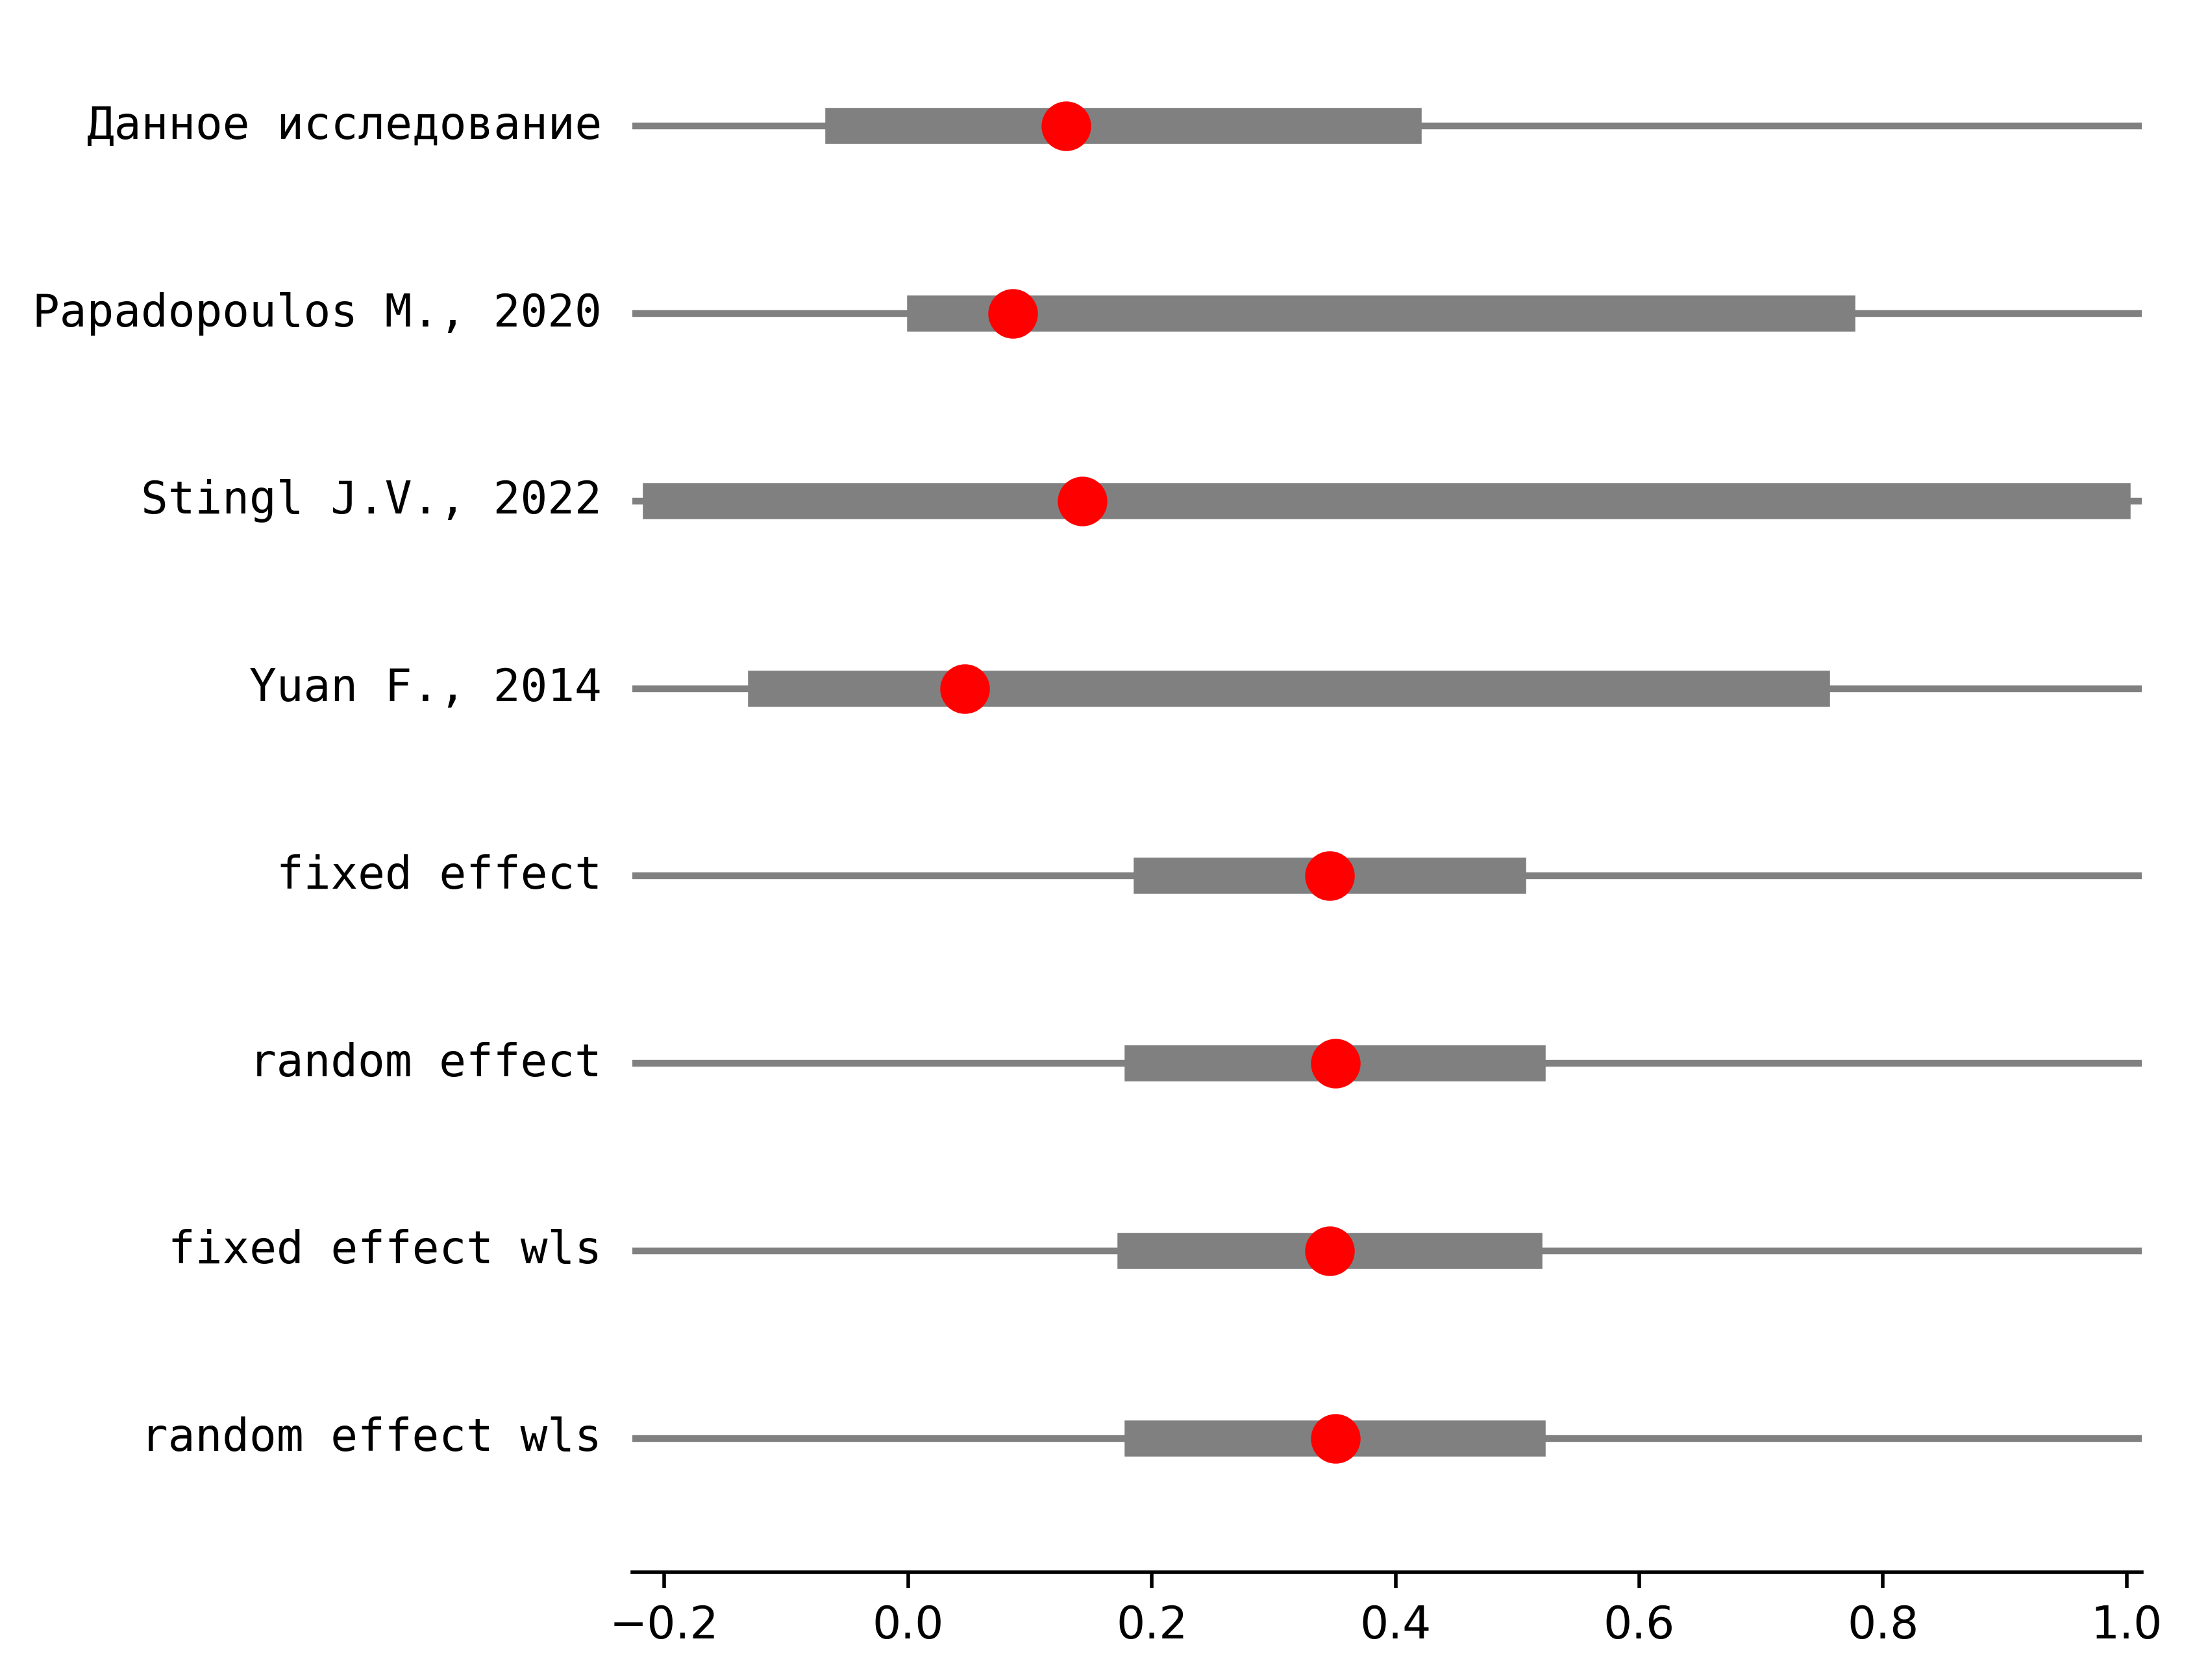 Данное исследование
Papadopoulos M., 2020
Stingl J.V., 2022
Yuan F., 2014
fixed effect
random effect
fixed effect wls
random effect wls
−0.2 0.0 0.2 0.4 0.6 0.8 1.0